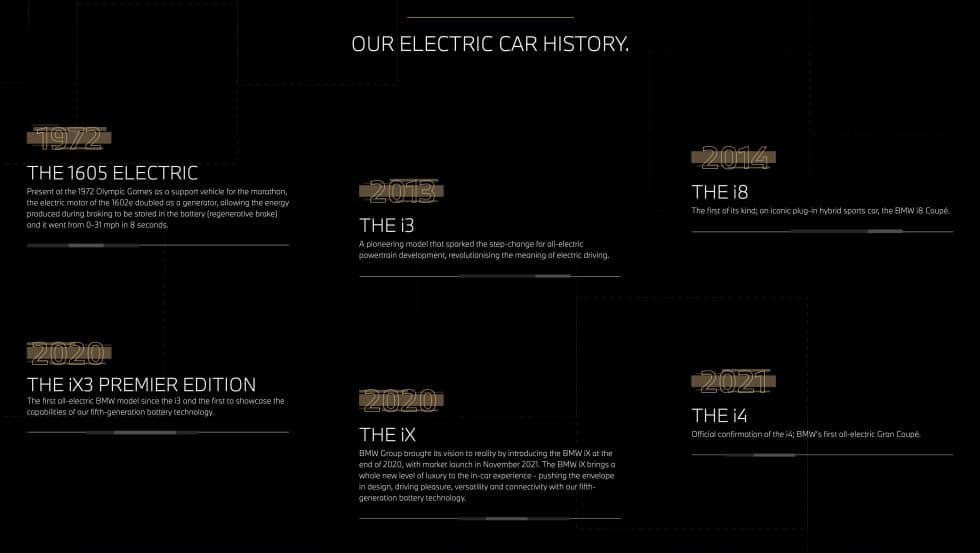 OUR ELECTRIC CAR HISTORY.
1972
THE 1605 ELECTRIC
Present at the 1972 Olympic Games as a support vehicle for the marathon,
the electric motor of the 1602e doubled as a generator, allowing the energy
produced during braking to be stored in the battery (regenerative brake)
and it went from 0-31 mph in 8 seconds.
2013
THE i3
A pioneering model that sparked the step-change for all-electric
powertrain development, revolutionising the meaning of electric driving.
2014
THE i8
The first of its kind; an iconic plug-in hybrid sports car, the BMW i8 Coupé.
2020
THE iX3 PREMIER EDITION
The first all-electric BMW model since the i3 and the first to showcase the
capabilities of our fifth-generation battery technology.
2020
THE iX
BMW Group brought its vision to reality by introducing the BMW iX at the
end of 2020, with market launch in November 2021. The BMW iX brings a
whole new level of luxury to the in-car experience - pushing the envelope
in design, driving pleasure, versatility and connectivity with our fifth-
generation battery technology.
2021
THE i4
Official confirmation of the i4; BMW's first all-electric Gran Coupé.